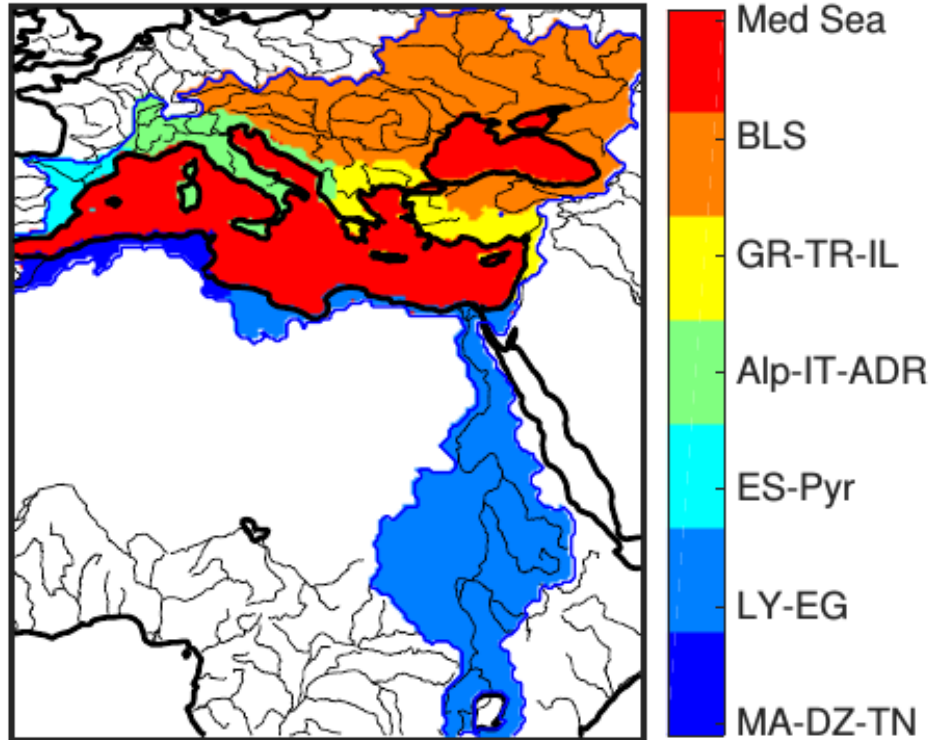 Med Sea
BLS
GR-TR-IL
Alp-IT-ADR
ES-Pyr
LY-EG
MA-DZ-TN